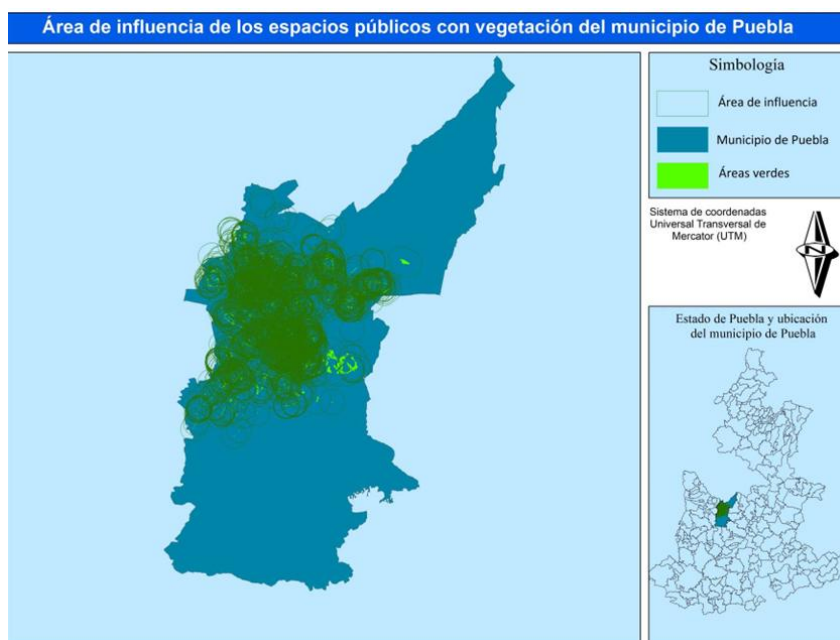 Área de influencia de los espacios públicos con vegetación del municipio de Puebla
Simbología
Área de influencia
Municipio de Puebla
Áreas verdes
Sistema de coordenadas
Universal Transversal de
Mercator (UTM)
N
Estado de Puebla y ubicación
del municipio de Puebla